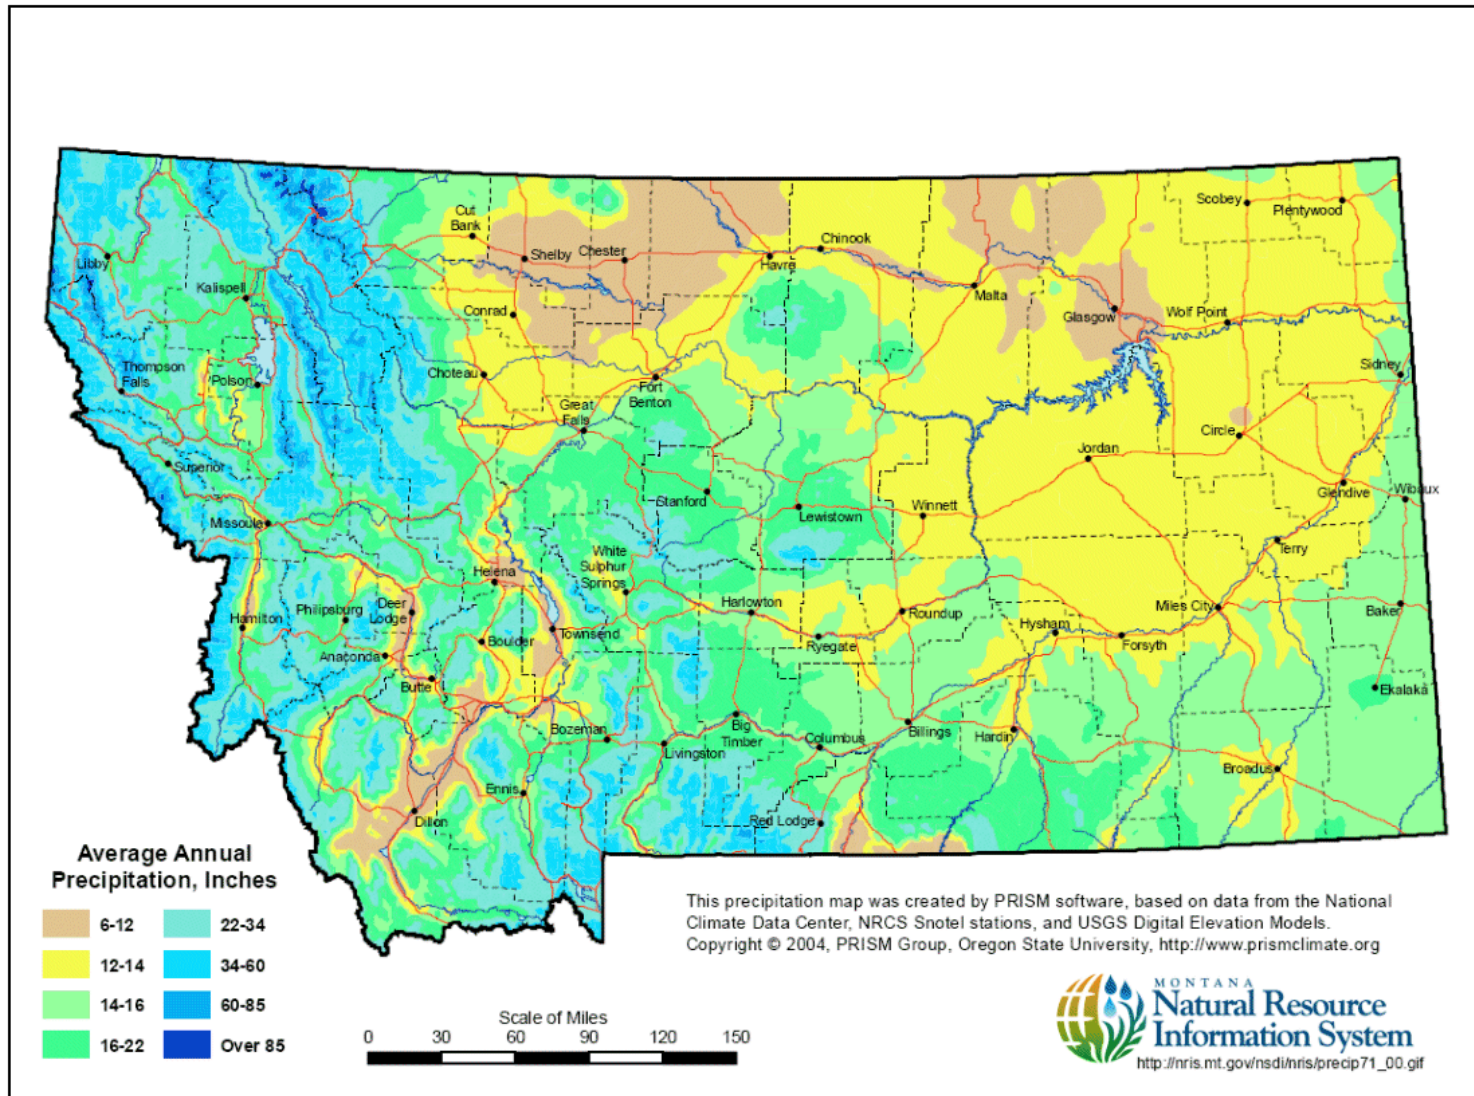 Scobey
Plentywood
Cut
Bank
Shelby
Chester
Chinook
Havre
Libby
Kalispell
Malta
Conrad
Glasgow
Wolf Point
Thompson
Falls
Polson
Choteau
Fort
Benton
Sidney
Great
Falls
Circle
Jordan
Superior
Stanford
Lewistown
Winnett
Glendive
Wibaux
Missoula
Terry
White
Sulphur
Springs
Helena
Philipsburg
Deer
Lodge
Hamilton
Harlowton
Roundup
Miles City
Baker
Hysham
Boulder
Townsend
Ryegate
Forsyth
Anaconda
Butte
Ekalaka
Bozeman
Big
Timber
Livingston
Columbus
Billings
Hardin
Broadus
Ennis
Dillon
Red Lodge
Average Annual
Precipitation, Inches
6-12
22-34
12-14
34-60
14-16
60-85
16-22
Over 85
Scale of Miles
0 30 60 90 120 150
This precipitation map was created by PRISM software, based on data from the National
Climate Data Center, NRCS Snotel stations, and USGS Digital Elevation Models.
Copyright © 2004, PRISM Group, Oregon State University, http://www.prismclimate.org
MONTANA
Natural Resource
Information System
http://nris.mt.gov/nsdi/nris/precip71_00.gif